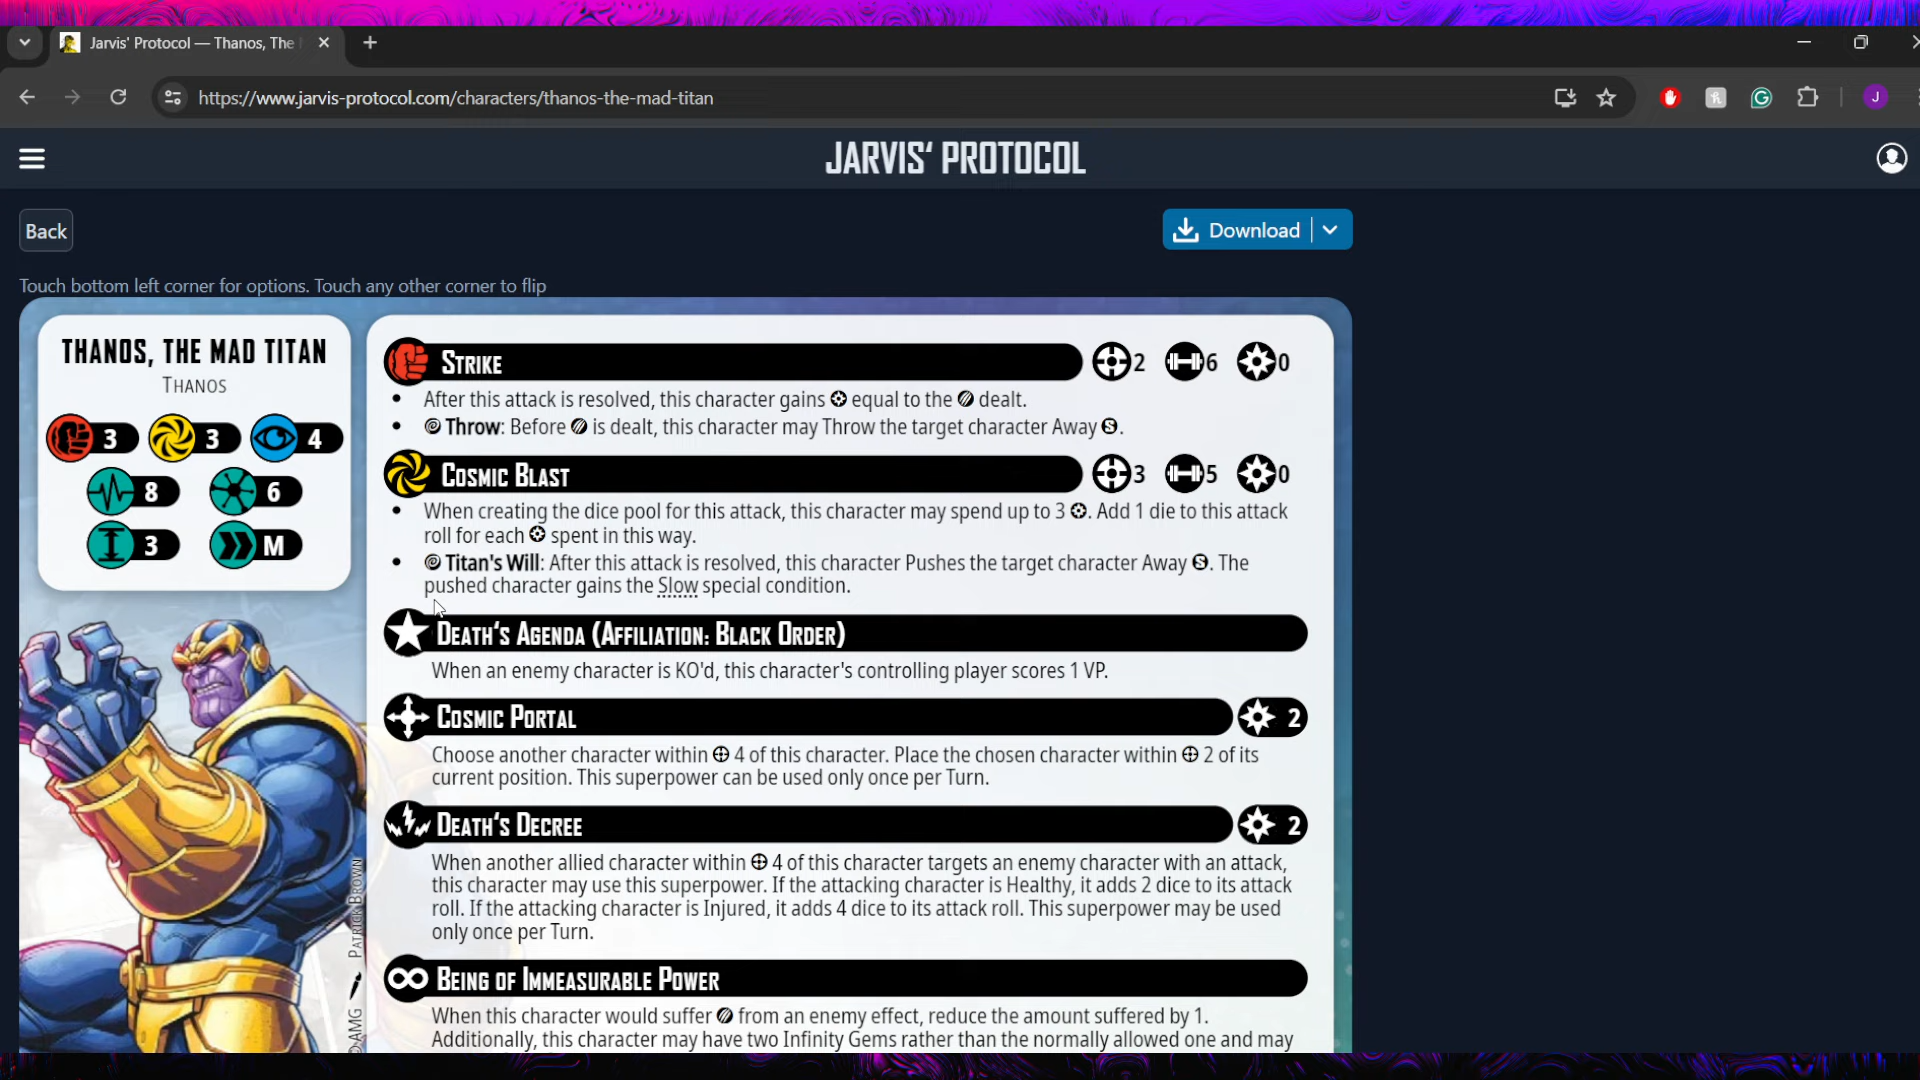 Jarvis' Protocol — Thanos, The
https://www.jarvis-protocol.com/characters/thanos-the-mad-titan
J
JARVIS' PROTOCOL
Back
Download
Touch bottom left corner for options. Touch any other corner to flip
THANOS, THE MAD TITAN
THANOS
3 3 4
8 6
3 M
STRIKE 2 6 0
• After this attack is resolved, this character gains equal to the dealt.
• Throw: Before is dealt, this character may Throw the target character Away S.
COSMIC BLAST 3 5 0
• When creating the dice pool for this attack, this character may spend up to 3 . Add 1 die to this attack
roll for each spent in this way.
• Titan's Will: After this attack is resolved, this character Pushes the target character Away S. The
pushed character gains the Slow special condition.
DEATH'S AGENDA (AFFILIATION: BLACK ORDER)
When an enemy character is KO'd, this character's controlling player scores 1 VP.
COSMIC PORTAL 2
Choose another character within 4 of this character. Place the chosen character within 2 of its
current position. This superpower can be used only once per Turn.
DEATH'S DECREE 2
When another allied character within 4 of this character targets an enemy character with an attack,
this character may use this superpower. If the attacking character is Healthy, it adds 2 dice to its attack
roll. If the attacking character is Injured, it adds 4 dice to its attack roll. This superpower may be used
only once per Turn.
BEING OF IMMEASURABLE POWER
When this character would suffer from an enemy effect, reduce the amount suffered by 1.
Additionally, this character may have two Infinity Gems rather than the normally allowed one and may
©AMG PATRICK BROWN